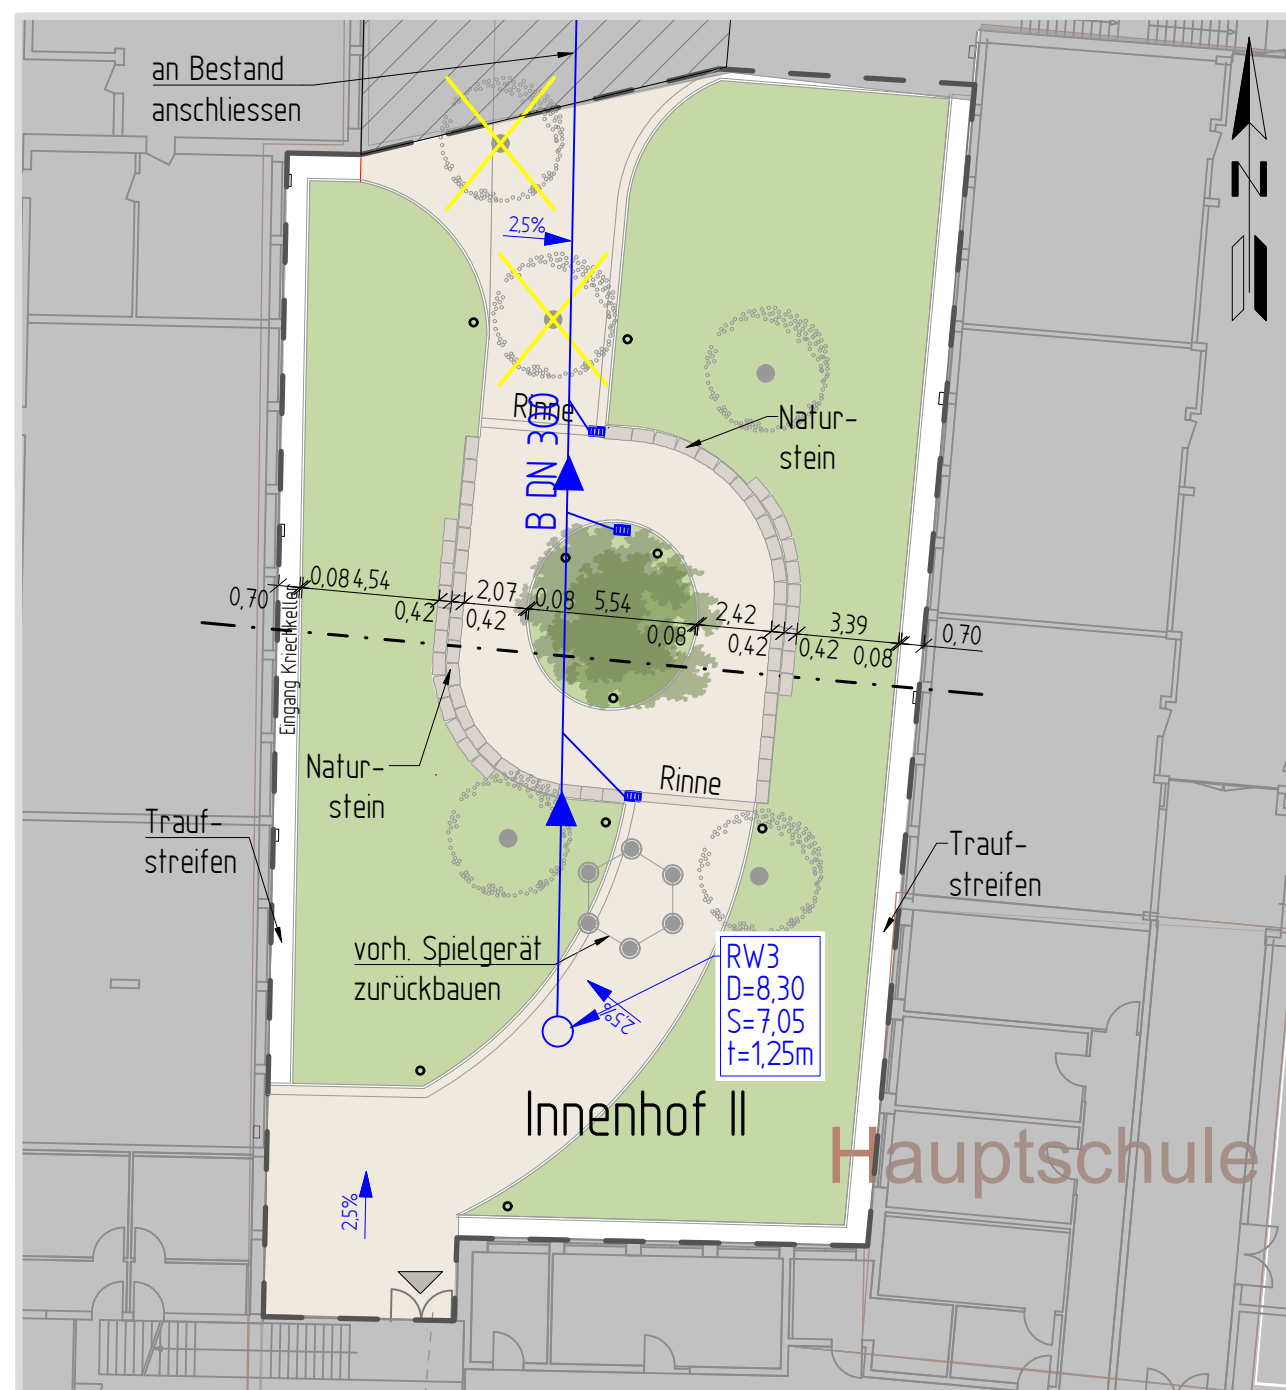 an Bestand
anschliessen
N
2,5%
Rinne
B DN 300
Natur-
stein
0,70
0,08
4,54
0,42
2,07
0,42
0,08
5,54
0,08
2,42
0,42
0,42
3,39
0,08
0,70
Eingang Kriechkeller
Natur-
stein
Rinne
Trauf-
streifen
Trauf-
streifen
vorh. Spielgerät
zurückbauen
RW3
D=8,30
S=7,05
t=1,25m
2,5%
Innenhof II
Hauptschule
2,5%